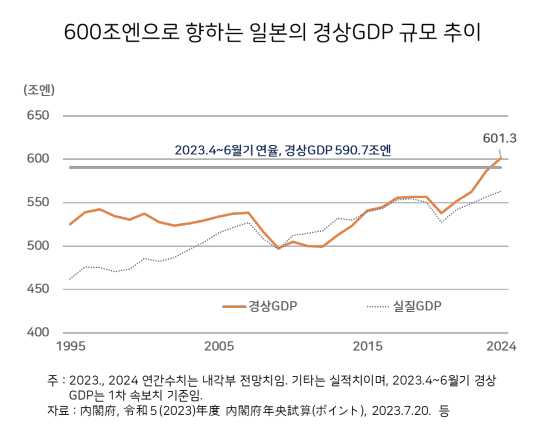 600조엔으로 향하는 일본의 경상GDP 규모 추이
(조엔)
650
2023.4~6월기 연율, 경상GDP 590.7조엔
601.3
600
550
500
450
경상GDP
실질GDP
400
1995
2005
2015
2024
주 : 2023., 2024 연간수치는 내각부 전망치임. 기타는 실적치이며, 2023.4~6월기 경상
GDP는 1차 속보치 기준임.
자료 : 内閣府, 令和５(2023)年度 内閣府年央試算(ポイント), 2023.7.20. 등